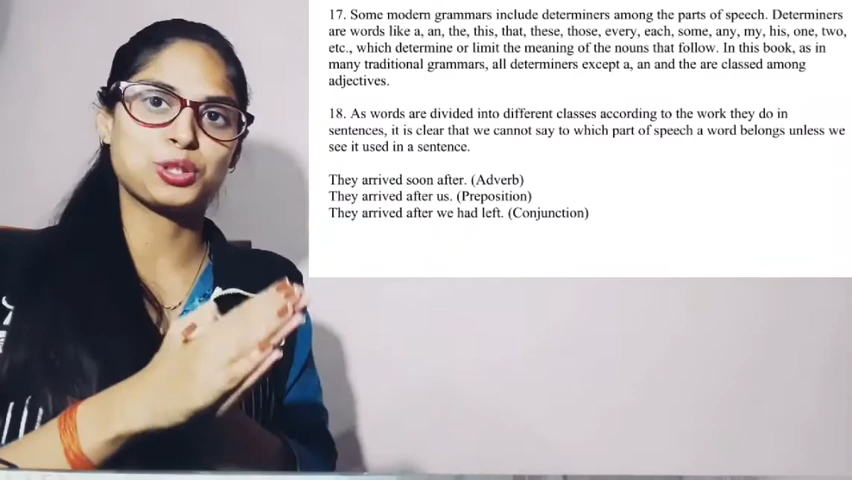 17. Some modern grammars include determiners among the parts of speech. Determiners
are words like a, an, the, this, that, these, those, every, each, some, any, my, his, one, two,
etc., which determine or limit the meaning of the nouns that follow. In this book, as in
many traditional grammars, all determiners except a, an and the are classed among
adjectives.
18. As words are divided into different classes according to the work they do in
sentences, it is clear that we cannot say to which part of speech a word belongs unless we
see it used in a sentence.
They arrived soon after. (Adverb)
They arrived after us. (Preposition)
They arrived after we had left. (Conjunction)